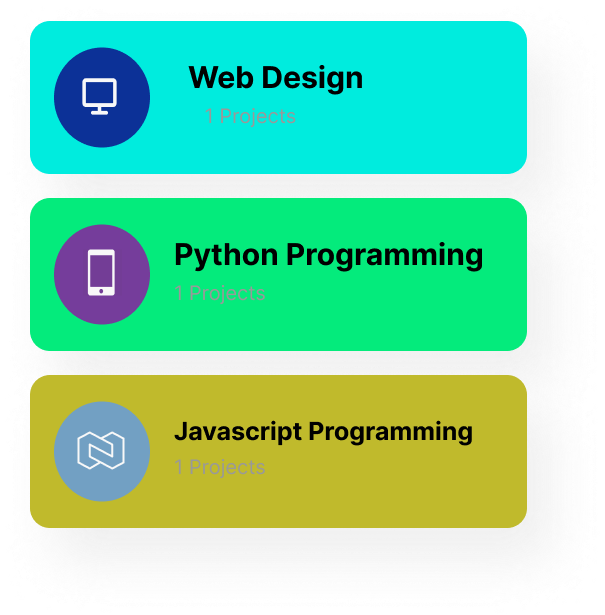 Web Design
1 Projects
Python Programming
1 Projects
Javascript Programming
1 Projects